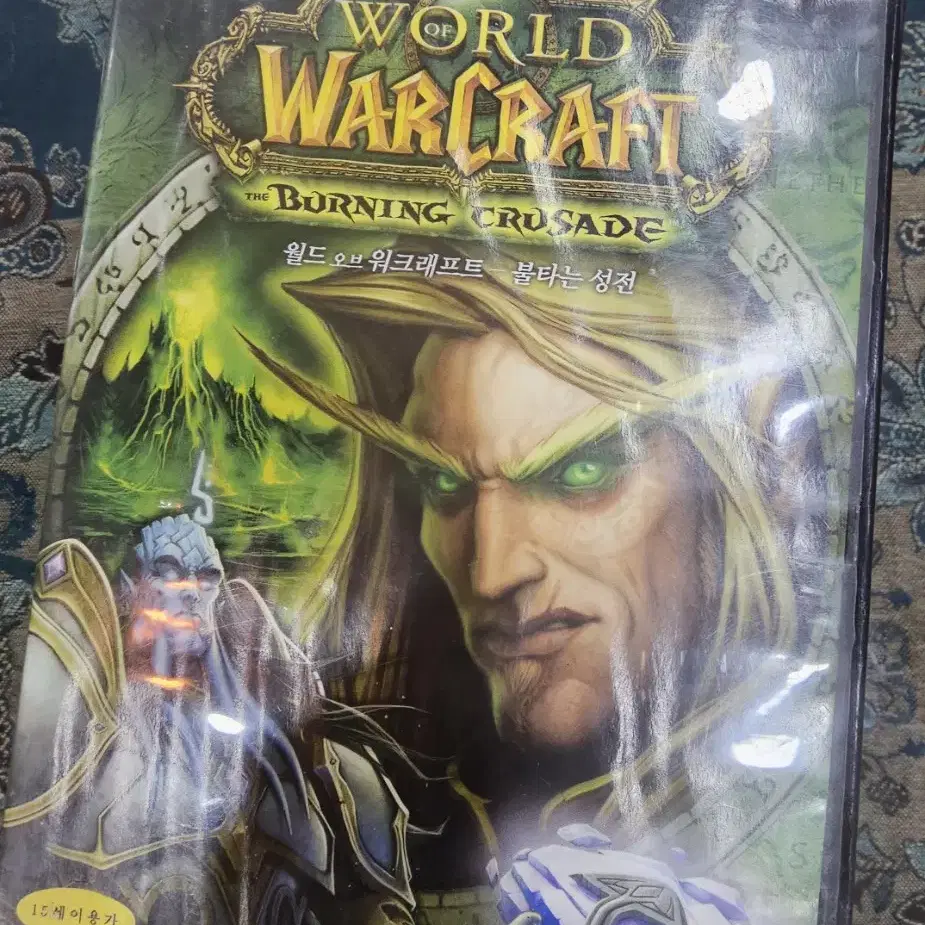 WORLD
OF
WARCRAFT
THE BURNING CRUSADE
월드 오브 워크래프트 불타는 성전
15세이용가